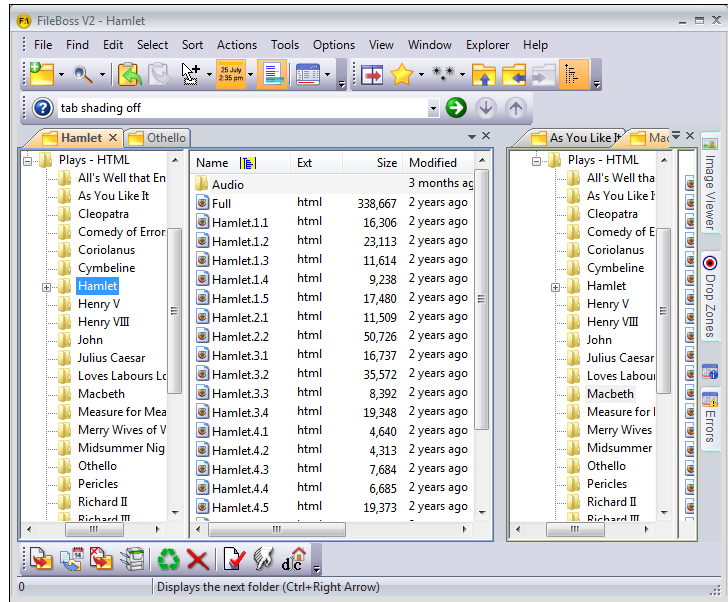 F:\ FileBoss V2 - Hamlet
File Find Edit Select Sort Actions Tools Options View Window Explorer Help
25 July
2:35 pm
tab shading off
Hamlet Othello
Plays - HTML
All's Well that En
As You Like It
Cleopatra
Comedy of Error
Coriolanus
Cymbeline
Hamlet
Henry V
Henry VIII
John
Julius Caesar
Loves Labours Lo
Macbeth
Measure for Mea
Merry Wives of W
Midsummer Nig
Othello
Pericles
Richard II
Richard III
Name Ext Size Modified
Audio 3 months ag
Full html 338,667 2 years ago
Hamlet.1.1 html 16,306 2 years ago
Hamlet.1.2 html 23,113 2 years ago
Hamlet.1.3 html 11,614 2 years ago
Hamlet.1.4 html 9,238 2 years ago
Hamlet.1.5 html 17,480 2 years ago
Hamlet.2.1 html 11,509 2 years ago
Hamlet.2.2 html 50,726 2 years ago
Hamlet.3.1 html 16,737 2 years ago
Hamlet.3.2 html 35,572 2 years ago
Hamlet.3.3 html 8,392 2 years ago
Hamlet.3.4 html 19,348 2 years ago
Hamlet.4.1 html 4,640 2 years ago
Hamlet.4.2 html 4,313 2 years ago
Hamlet.4.3 html 7,684 2 years ago
Hamlet.4.4 html 6,685 2 years ago
Hamlet.4.5 html 19,373 2 years ago
As You Like It Mac
Plays - HTML
All's Well tha
As You Like I
Cleopatra
Comedy of E
Coriolanus
Cymbeline
Hamlet
Henry V
Henry VIII
John
Julius Caesar
Loves Labou
Macbeth
Measure for
Merry Wives
Midsummer
Othello
Pericles
Richard II
Richard III
Image Viewer
Drop Zones
Errors
0 Displays the next folder (Ctrl+Right Arrow)